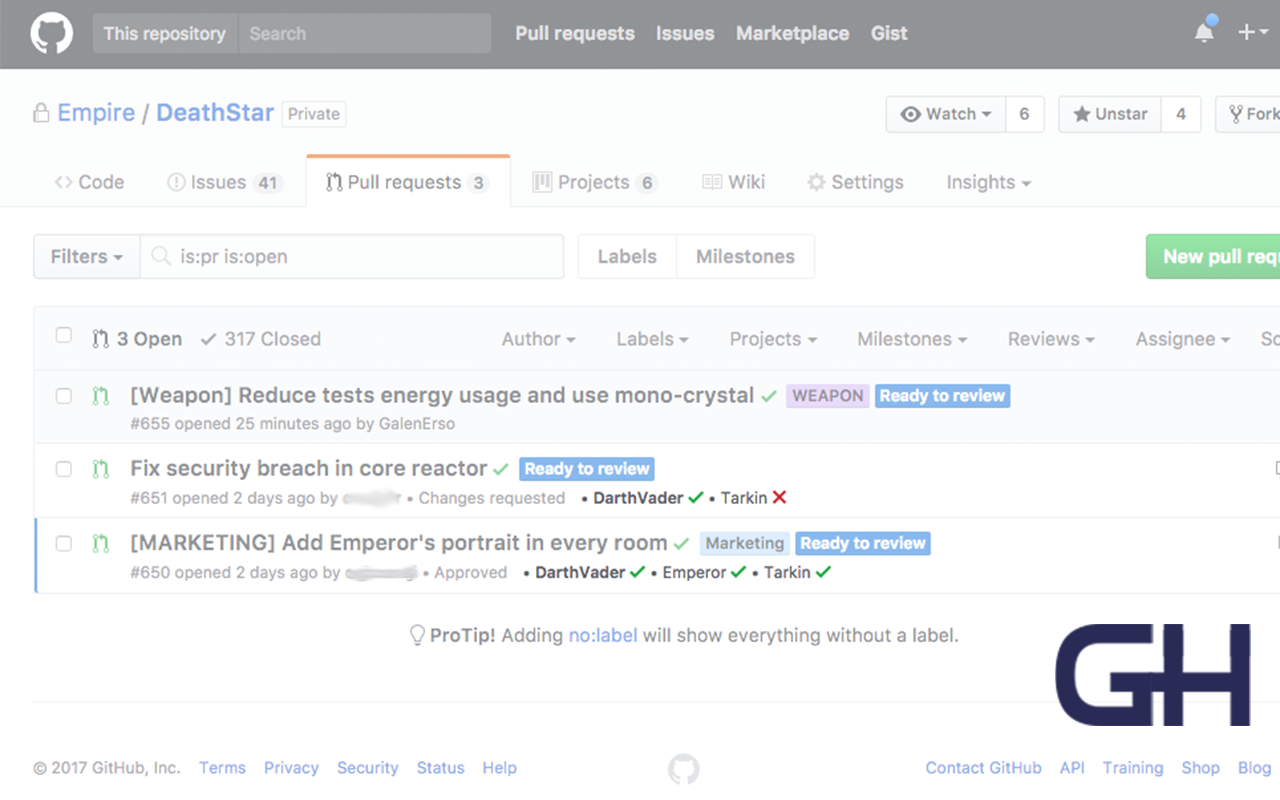 This repository Search Pull requests Issues Marketplace Gist
Empire / DeathStar Private Watch 6 Unstar 4 Fork
Code Issues 41 Pull requests 3 Projects 6 Wiki Settings Insights
Filters is:pr is:open Labels Milestones New pull requ
3 Open 317 Closed Author Labels Projects Milestones Reviews Assignee So
[Weapon] Reduce tests energy usage and use mono-crystal WEAPON Ready to review
#655 opened 25 minutes ago by GalenErso
Fix security breach in core reactor Ready to review
#651 opened 2 days ago by • Changes requested • DarthVader ✔ • Tarkin ✕
[MARKETING] Add Emperor's portrait in every room Marketing Ready to review
#650 opened 2 days ago by • Approved • DarthVader ✔ • Emperor ✔ • Tarkin ✔
ProTip! Adding no:label will show everything without a label.
GH
© 2017 GitHub, Inc. Terms Privacy Security Status Help Contact GitHub API Training Shop Blog